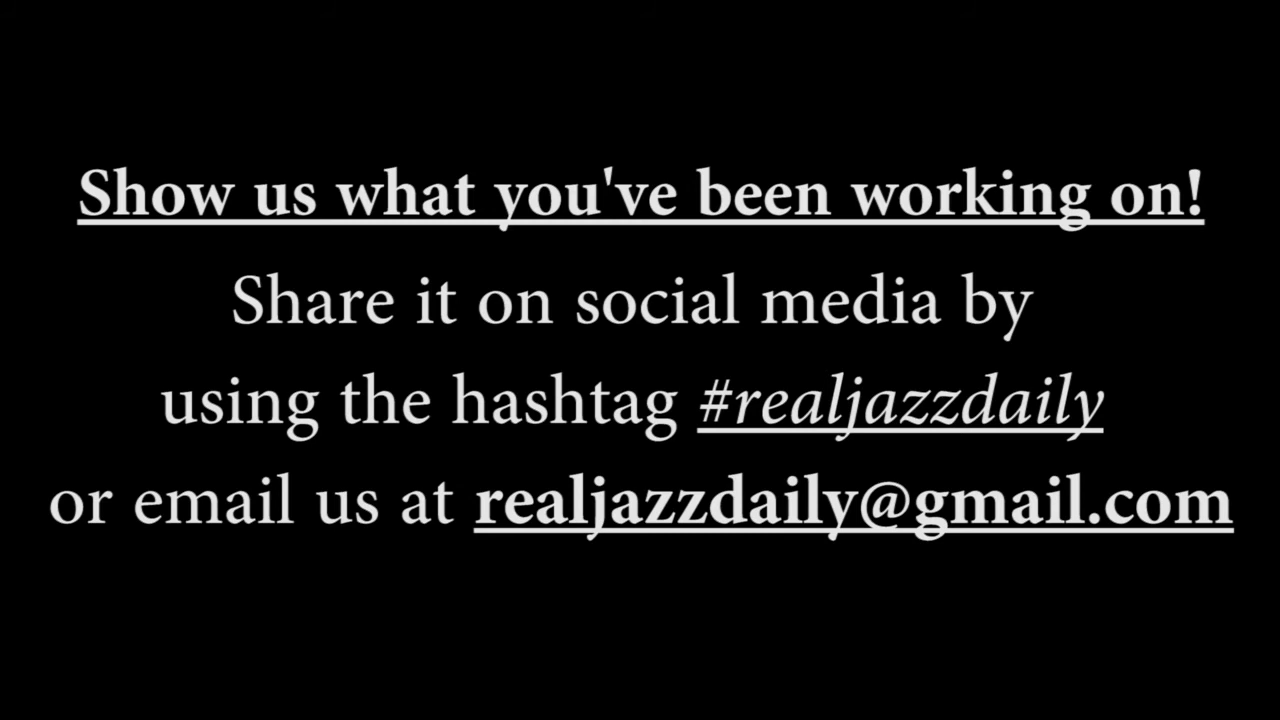 Show us what you've been working on!
Share it on social media by
using the hashtag #realjazzdaily
or email us at realjazzdaily@gmail.com